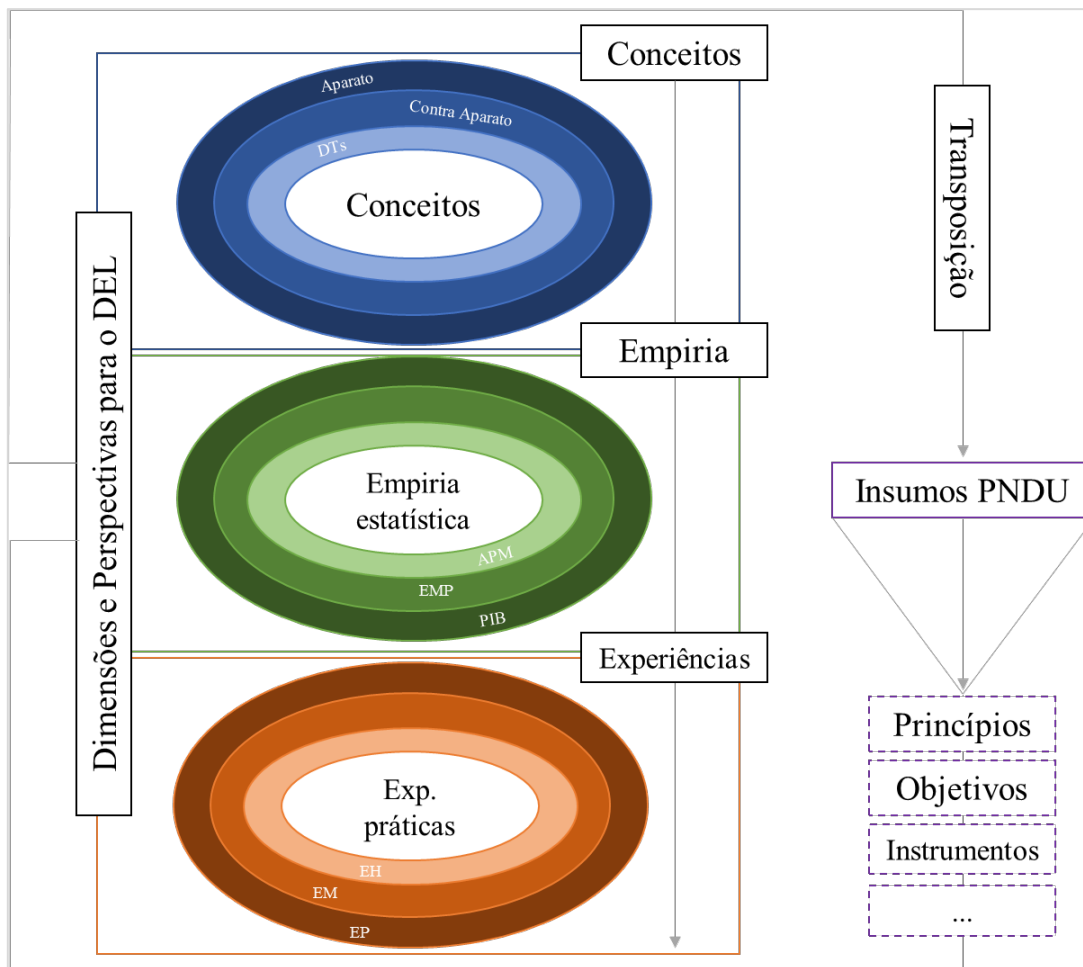 Dimensões e Perspectivas para o DEL
Conceitos
Aparato
Contra Aparato
DTs
Conceitos
Empiria
Empiria
estatística
APM
EMP
PIB
Experiências
Exp.
práticas
EH
EM
EP
Transposição
Insumos PNDU
Princípios
Objetivos
Instrumentos
...